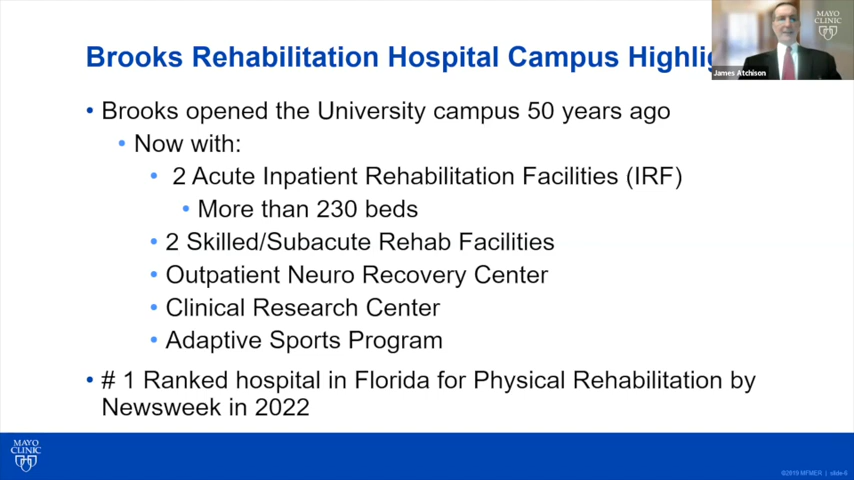 MAYO
CLINIC
Brooks Rehabilitation Hospital Campus Highlig
James Atchison
• Brooks opened the University campus 50 years ago
• Now with:
• 2 Acute Inpatient Rehabilitation Facilities (IRF)
• More than 230 beds
• 2 Skilled/Subacute Rehab Facilities
• Outpatient Neuro Recovery Center
• Clinical Research Center
• Adaptive Sports Program
• # 1 Ranked hospital in Florida for Physical Rehabilitation by
Newsweek in 2022
MAYO
CLINIC
©2019 MFMER | slide-6